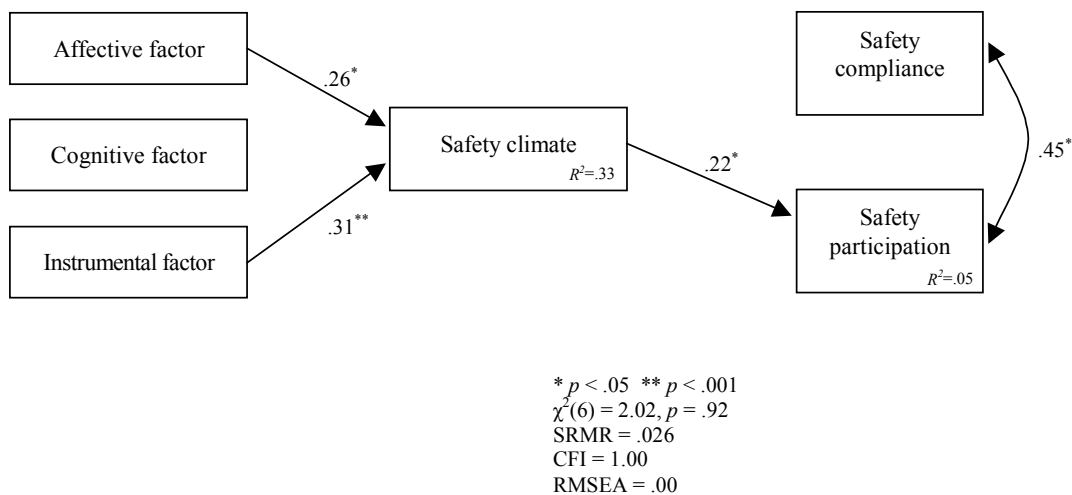 Affective factor
Cognitive factor
Instrumental factor
.26*
.31**
Safety climate
R²=.33
.22*
Safety
compliance
Safety
participation
R²=.05
.45*
* p < .05 ** p < .001
χ²(6) = 2.02, p = .92
SRMR = .026
CFI = 1.00
RMSEA = .00